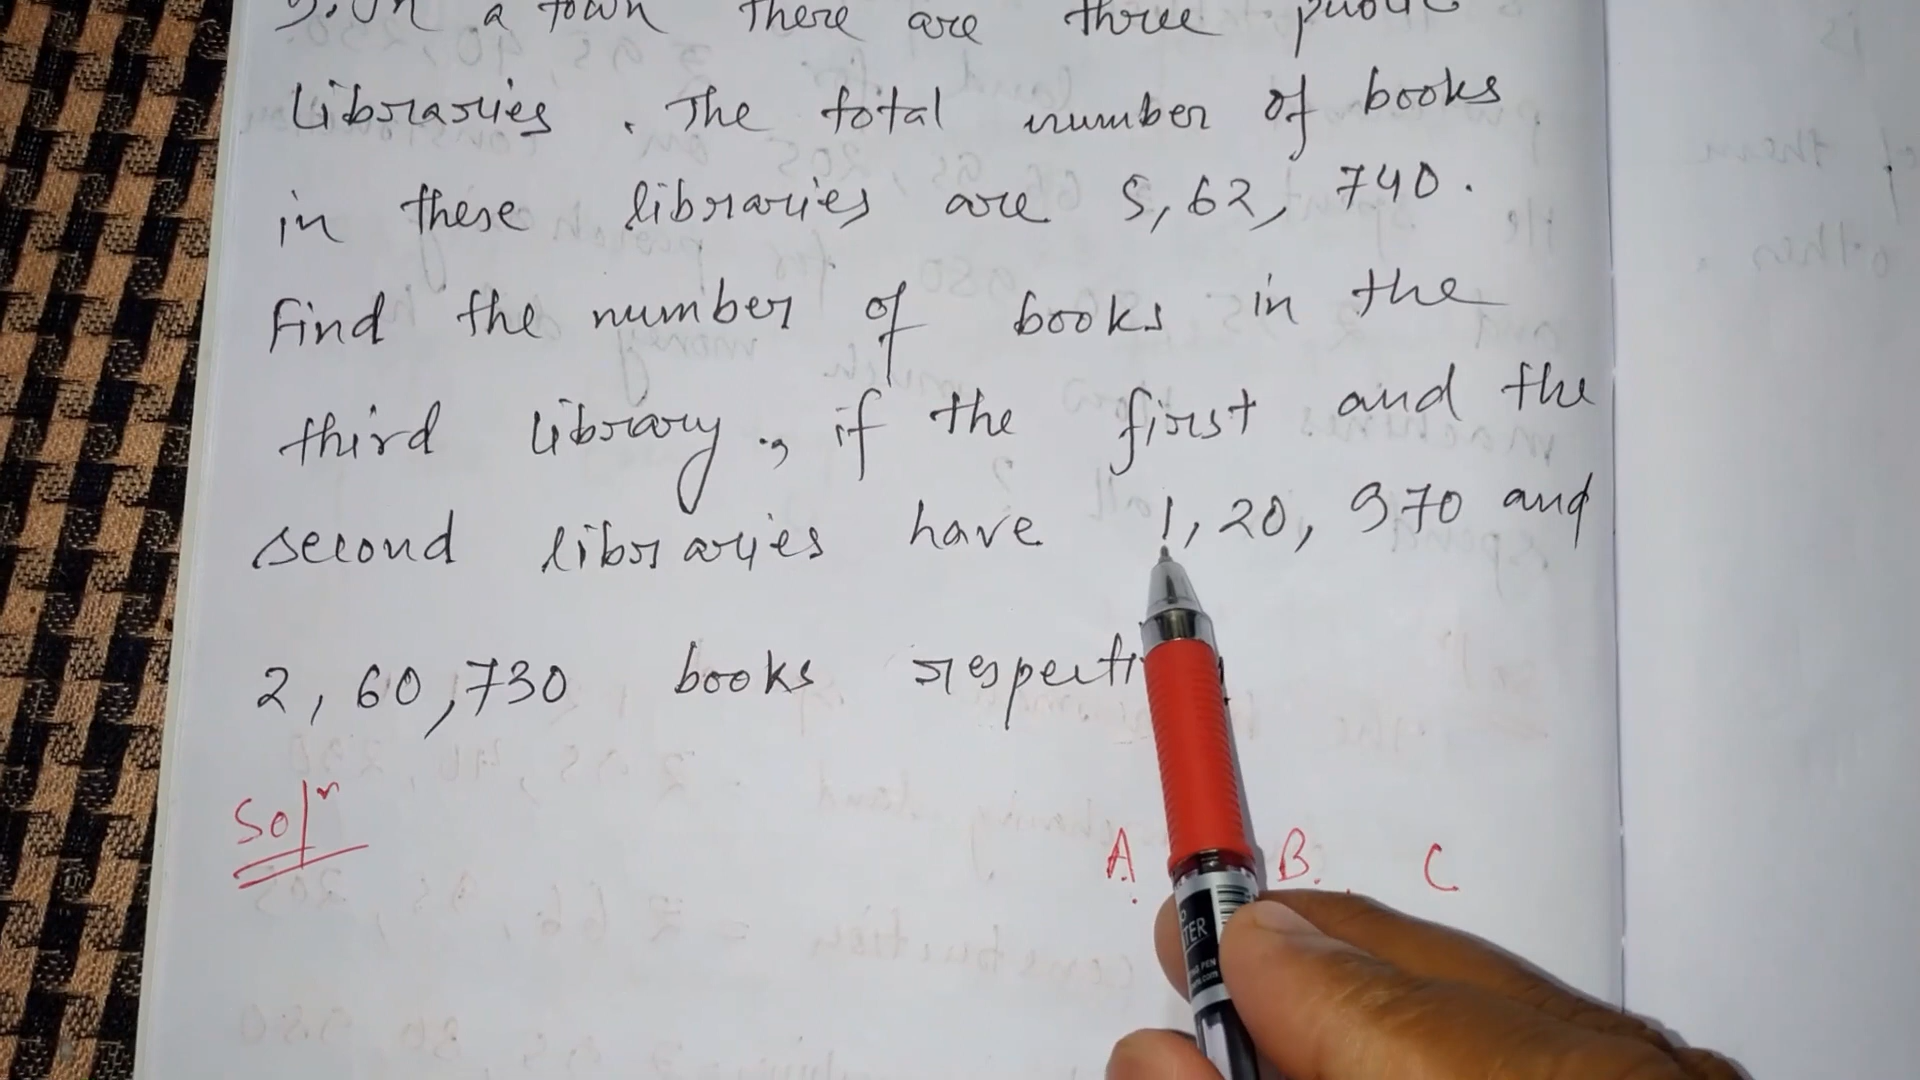 a town there are three public
libraries. The total number of books
in these libraries are 5,62,740.
Find the number of books in the
third library., if the first and the
second libraries have 1,20,970 and
2,60,730 books
Solⁿ
A B C